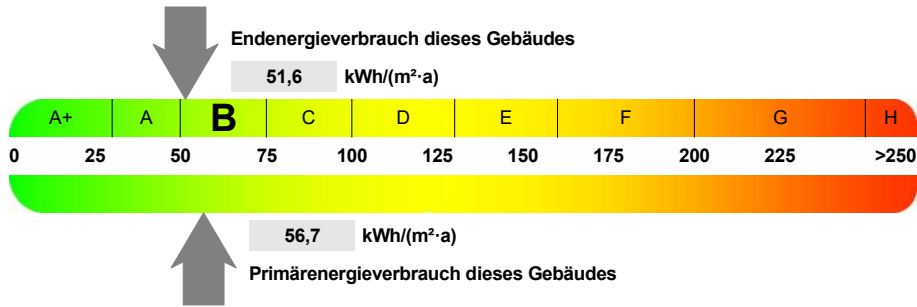 Endenergieverbrauch dieses Gebäudes
51,6 kWh/(m²·a)
A+ A B C D E F G H
0 25 50 75 100 125 150 175 200 225 >250
56,7 kWh/(m²·a)
Primärenergieverbrauch dieses Gebäudes